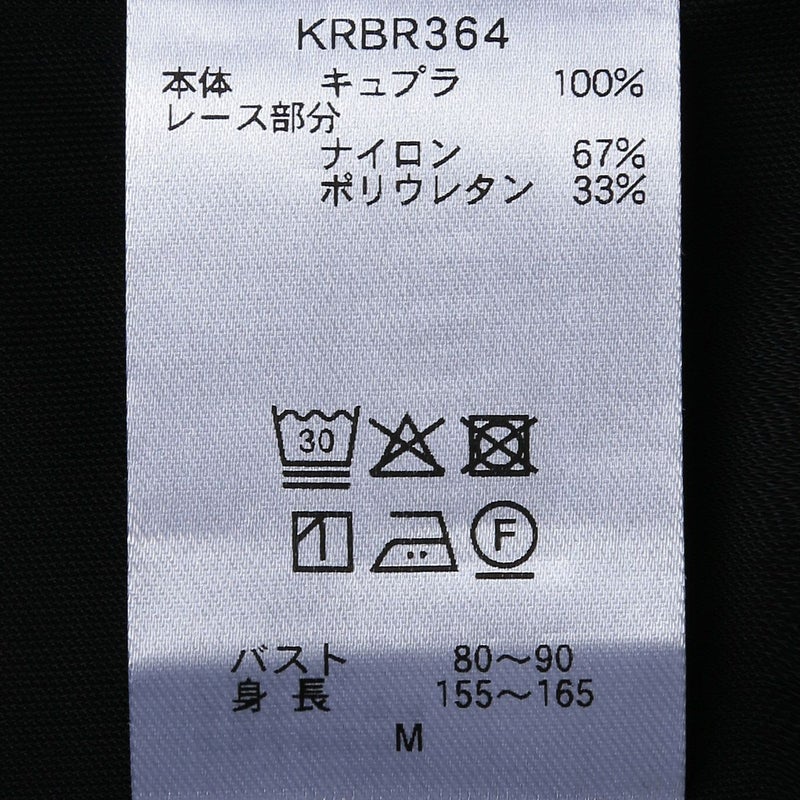 KRBR364
本体 キュプラ 100%
レース部分
ナイロン 67%
ポリウレタン 33%
30
F
バスト 80～90
身長 155～165
M